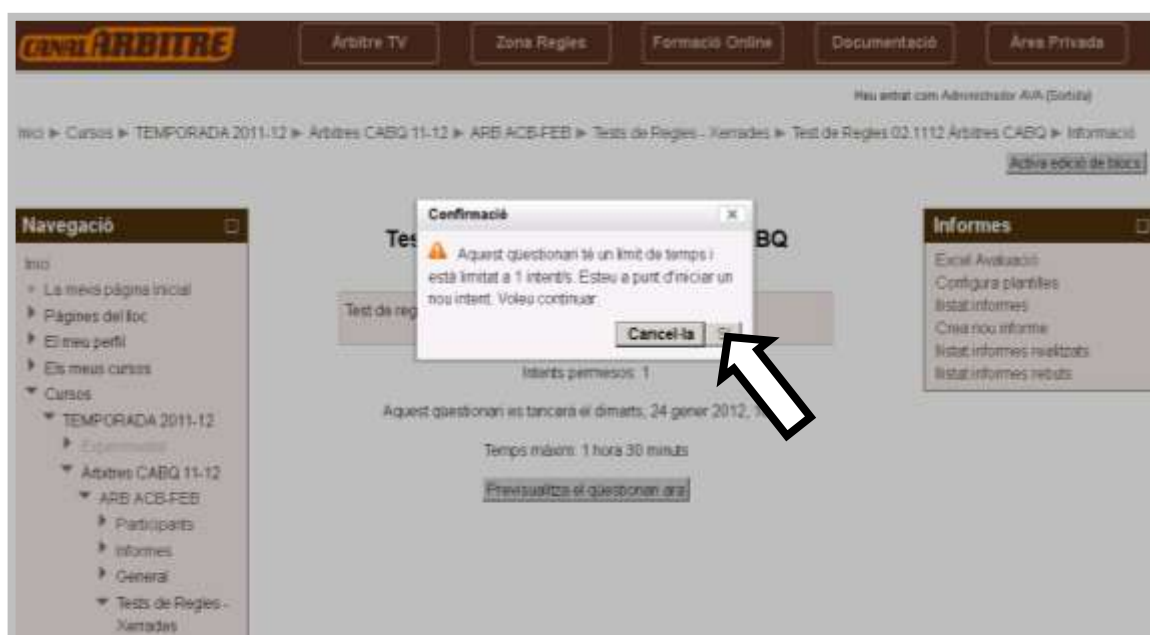 CANAL ÀRBITRE
Àrbitre TV
Zona Regles
Formació Online
Documentació
Àrea Privada
Heu entrat com Administrador AVA (Sortida)
Inici ► Cursos ► TEMPORADA 2011-12 ► Àrbitres CABQ 11-12 ► ARB ACB-FEB ► Tests de Regles - Xerrades ► Test de Regles 02.1112 Àrbitres CABQ ► Informació
Activa edició de blocs
Navegació
Inici
La meva pàgina inicial
Pàgines del lloc
El meu perfil
Els meus cursos
Cursos
TEMPORADA 2011-12
Àrbitres CABQ 11-12
ARB ACB-FEB
Participants
Informes
General
Tests de Regles -
Xerrades
Tes
BQ
Confirmació
Aquest qüestionari té un límit de temps i
està limitat a 1 intent/s. Esteu a punt d'iniciar un
nou intent. Voleu continuar
Cancel·la
Test de reg
Intents permesos: 1
Aquest qüestionari es tancarà el dimarts, 24 gener 2012,
Temps màxim: 1 hora 30 minuts
Previsualitza el qüestionari ara
Informes
Excel Avaluació
Configura plantilles
llistat informes
Crea nou informe
llistat informes realitzats
llistat informes rebuts